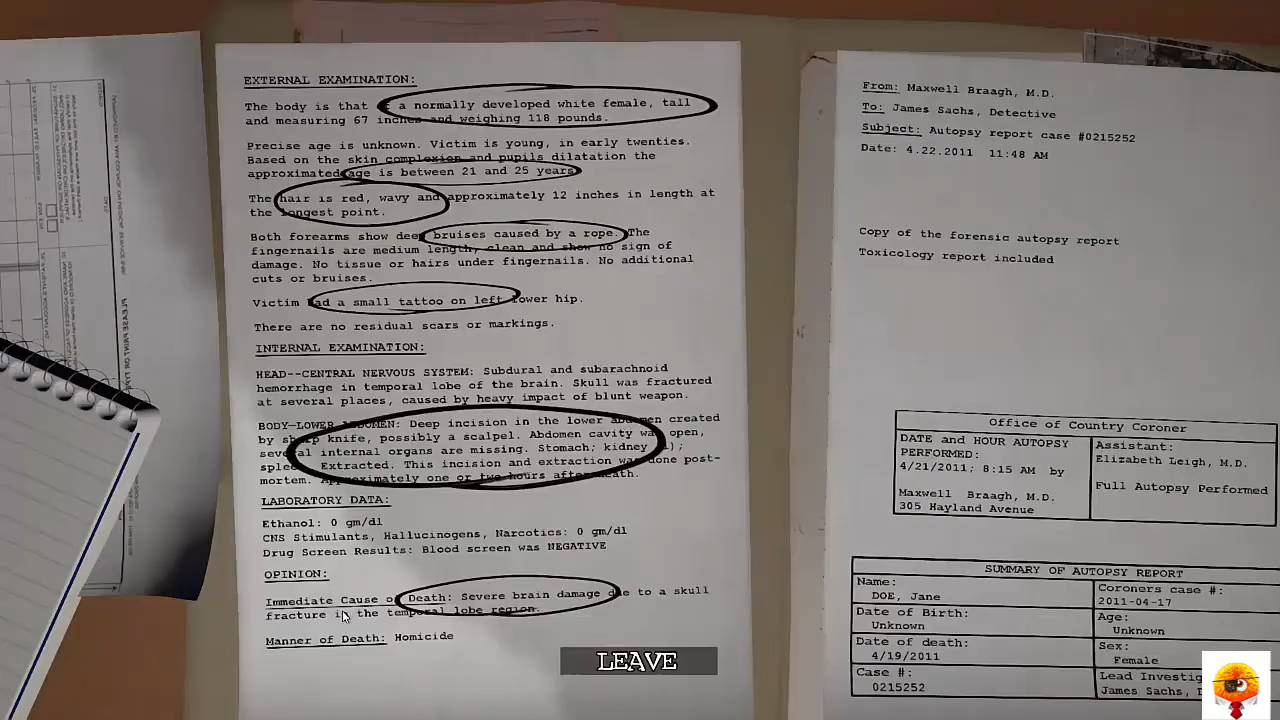 EXTERNAL EXAMINATION:
The body is that a normally developed white female, tall
and measuring 67 inches and weighing 118 pounds.
Precise age is unknown. Victim is young, in early twenties.
Based on the skin complexion and pupils dilatation the
approximated age is between 21 and 25 years
The hair is red, wavy and approximately 12 inches in length at
the longest point.
Both forearms show deep bruises caused by a rope. The
fingernails are medium length, clean and show no sign of
damage. No tissue or hairs under fingernails. No additional
cuts or bruises.
Victim had a small tattoo on left lower hip.
There are no residual scars or markings.
INTERNAL EXAMINATION:
HEAD--CENTRAL NERVOUS SYSTEM: Subdural and subarachnoid
hemorrhage in temporal lobe of the brain. Skull was fractured
at several places, caused by heavy impact of blunt weapon.
BODY—LOWER ABDOMEN: Deep incision in the lower abdomen created
by sharp knife, possibly a scalpel. Abdomen cavity was open,
several internal organs are missing. Stomach; kidney
spleen Extracted. This incision and extraction was done post-
mortem. Approximately one or two hours after death.
LABORATORY DATA:
Ethanol: 0 gm/dl
CNS Stimulants, Hallucinogens, Narcotics: 0 gm/dl
Drug Screen Results: Blood screen was NEGATIVE
OPINION:
Immediate Cause of Death: Severe brain damage due to a skull
fracture in the temporal lobe region.
Manner of Death: Homicide
LEAVE
From: Maxwell Braagh, M.D.
To: James Sachs, Detective
Subject: Autopsy report case #0215252
Date: 4.22.2011 11:48 AM
Copy of the forensic autopsy report
Toxicology report included
Office of Country Coroner
DATE and HOUR AUTOPSY
PERFORMED:
4/21/2011; 8:15 AM by
Maxwell Braagh, M.D.
305 Hayland Avenue
Assistant:
Elizabeth Leigh, M.D.
Full Autopsy Performed
SUMMARY OF AUTOPSY REPORT
Name:
DOE, Jane
Coroners case #:
2011-04-17
Date of Birth:
Unknown
Age:
Unknown
Date of death:
4/19/2011
Sex:
Female
Case #:
0215252
Lead Investig
James Sachs,